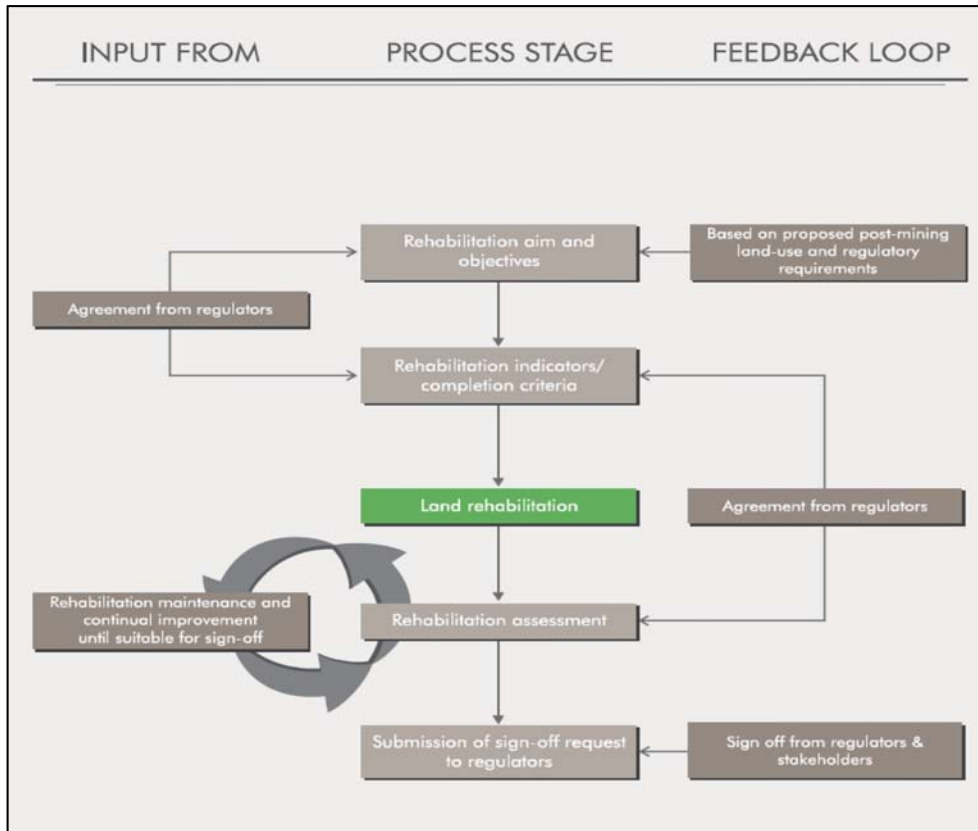 INPUT FROM
PROCESS STAGE
FEEDBACK LOOP
Rehabilitation aim and
objectives
Based on proposed post-mining
land-use and regulatory
requirements
Agreement from regulators
Rehabilitation indicators/
completion criteria
Land rehabilitation
Agreement from regulators
Rehabilitation maintenance and
continual improvement
until suitable for sign-off
Rehabilitation assessment
Submission of sign-off request
to regulators
Sign off from regulators &
stakeholders